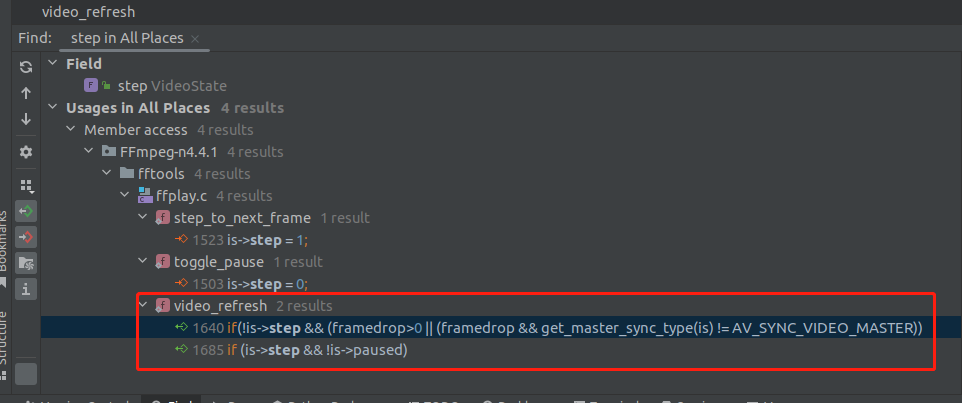 video_refresh
Find: step in All Places
Field
step VideoState
Usages in All Places 4 results
Member access 4 results
FFmpeg-n4.4.1 4 results
fftools 4 results
ffplay.c 4 results
step_to_next_frame 1 result
1523 is->step = 1;
toggle_pause 1 result
1503 is->step = 0;
video_refresh 2 results
1640 if(!is->step && (framedrop>0 || (framedrop && get_master_sync_type(is) != AV_SYNC_VIDEO_MASTER))
1685 if (is->step && !is->paused)
Bookmarks
Structure